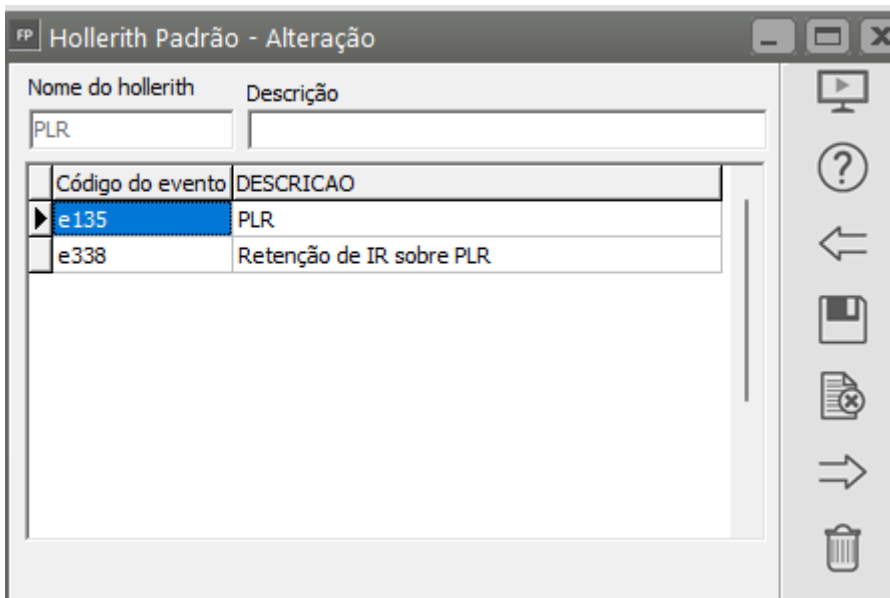 FP Hollerith Padrão - Alteração
Nome do hollerith Descrição
PLR
Código do evento DESCRICAO
e135 PLR
e338 Retenção de IR sobre PLR